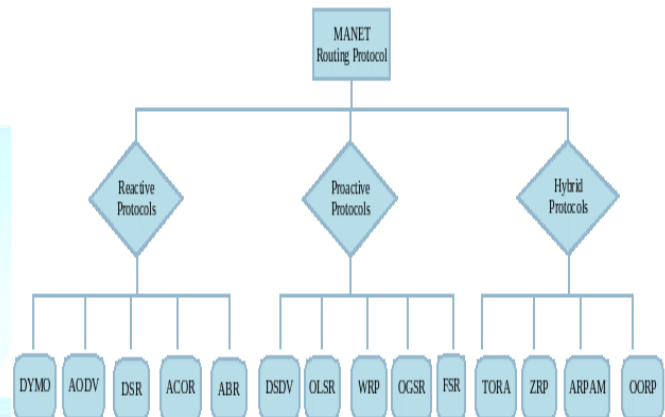 MANET
Routing Protocol
Reactive
Protocols
Proactive
Protocols
Hybrid
Protocols
DYMO
AODV
DSR
ACOR
ABR
DSDV
OLSR
WRP
OGSR
FSR
TORA
ZRP
ARPAM
OORP